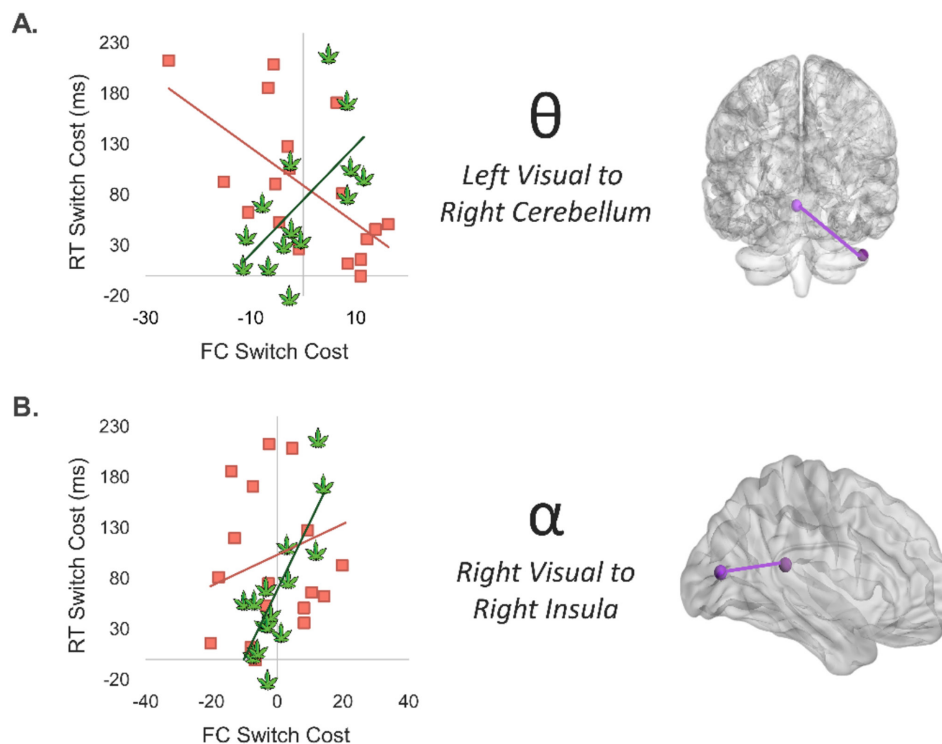 A.
230
180
130
80
30
-20
-30
-10
10
RT Switch Cost (ms)
FC Switch Cost
θ
Left Visual to
Right Cerebellum
B.
230
180
130
80
30
-20
-40
-20
0
20
40
RT Switch Cost (ms)
FC Switch Cost
α
Right Visual to
Right Insula